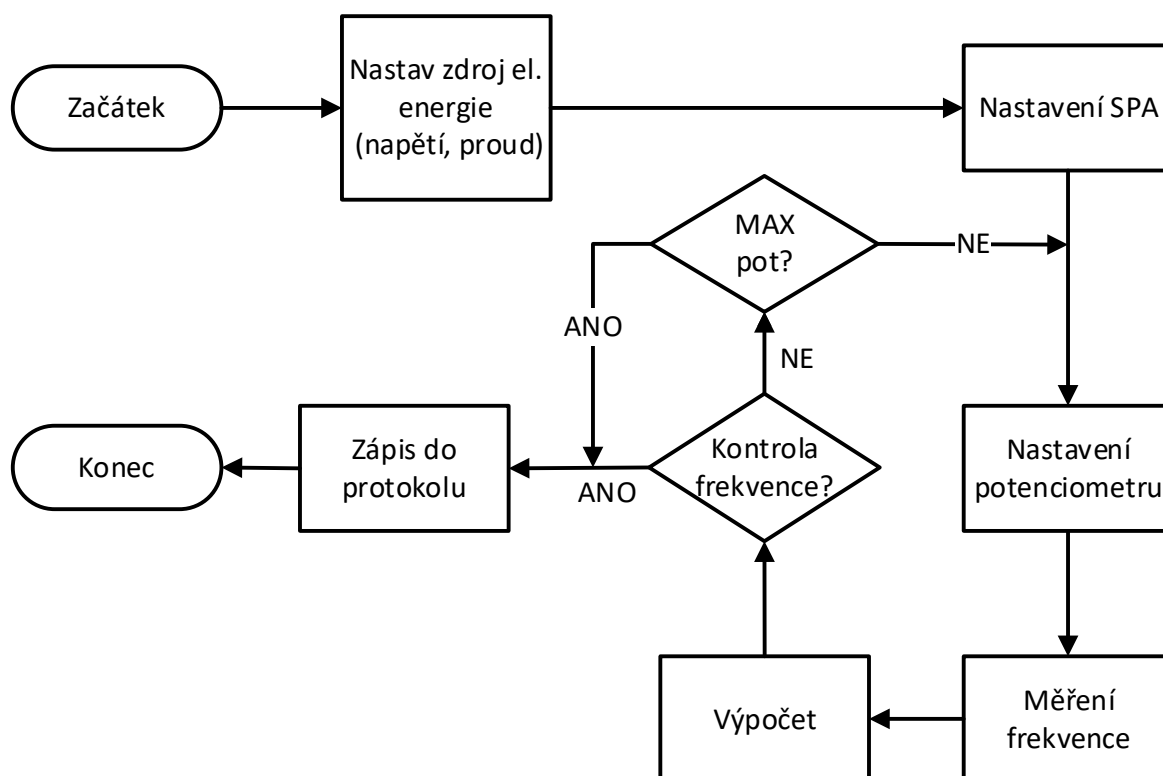 Začátek
Nastav zdroj el.
energie
(napětí, proud)
Nastavení SPA
MAX
pot?
NE
ANO
NE
Konec
Zápis do
protokolu
ANO
Kontrola
frekvence?
Nastavení
potenciometru
Výpočet
Měření
frekvence